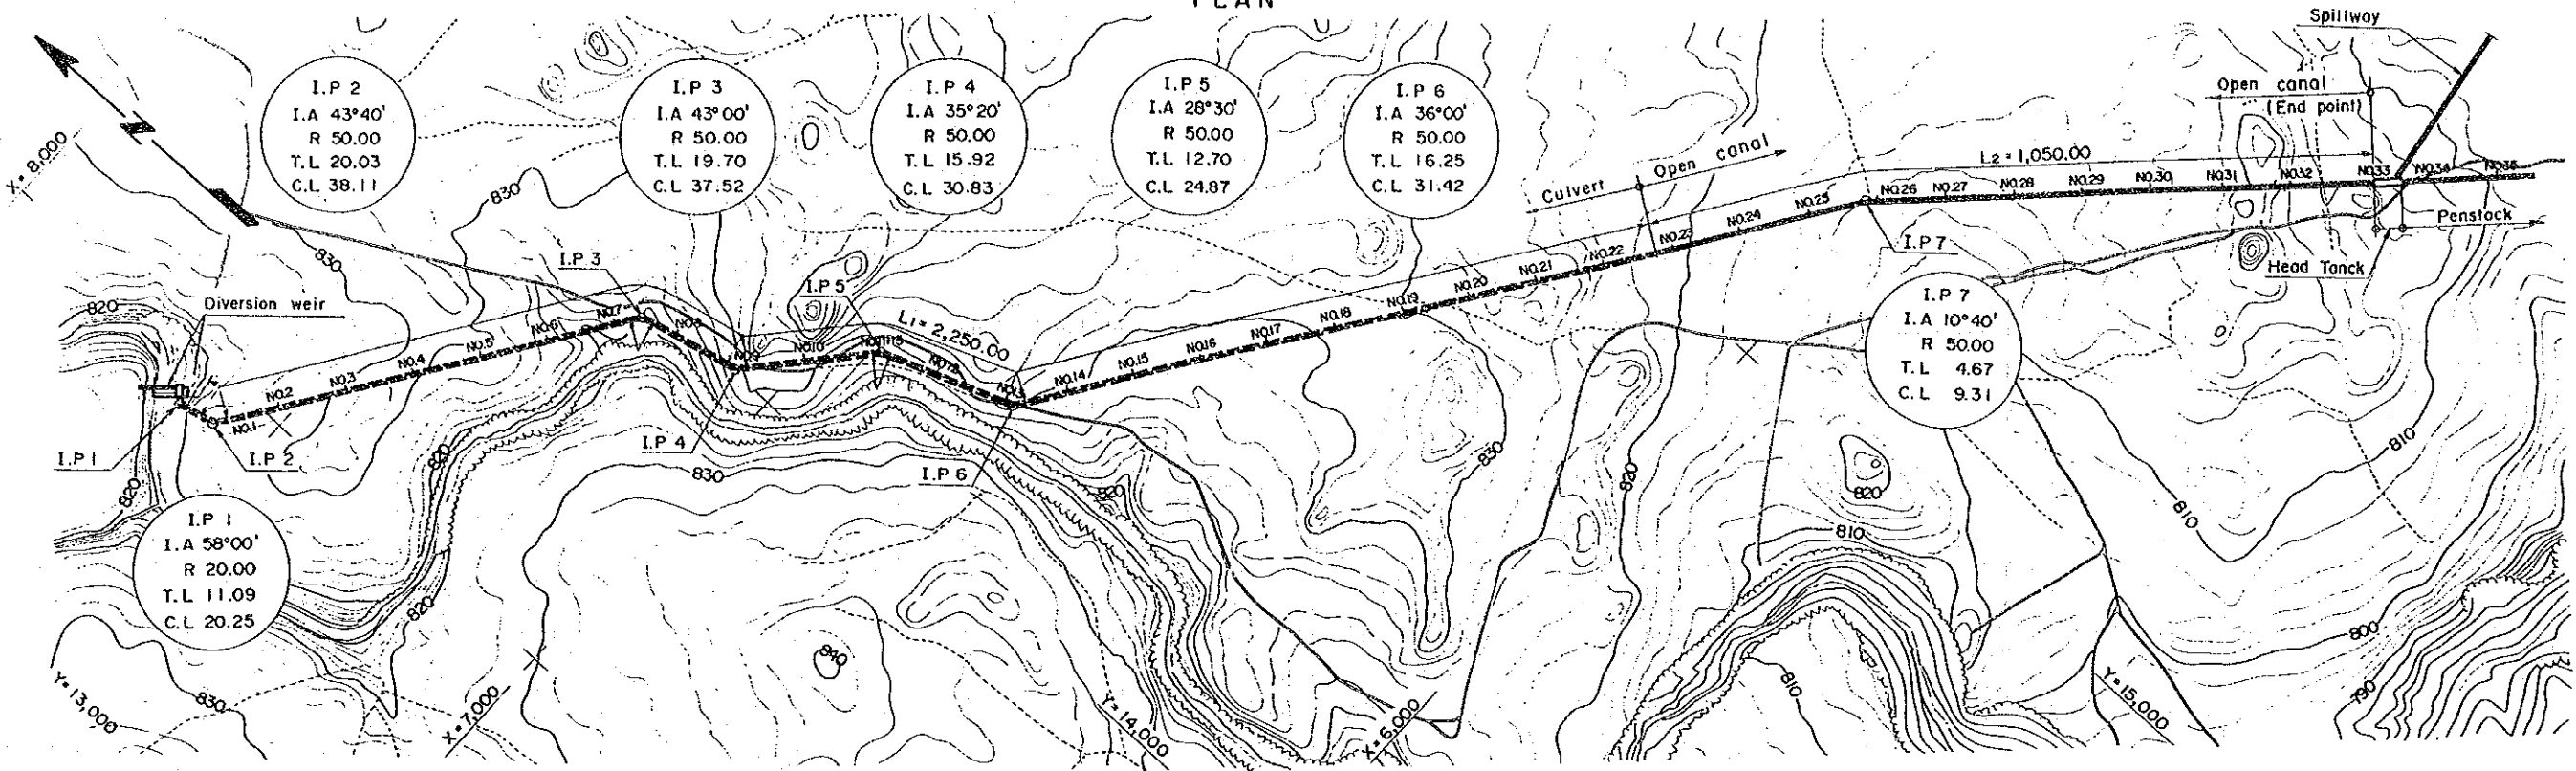 PLAN
Spillway
Open canal
(End point)
N
X = 8,000
I.P 2
I.A 43°40'
R 50.00
T.L 20.03
C.L 38.11
I.P 3
I.A 43°00'
R 50.00
T.L 19.70
C.L 37.52
I.P 4
I.A 35°20'
R 50.00
T.L 15.92
C.L 30.83
I.P 5
I.A 28°30'
R 50.00
T.L 12.70
C.L 24.87
I.P 6
I.A 36°00'
R 50.00
T.L 16.25
C.L 31.42
Culvert
Open canal
L2 = 1,050.00
830
830
I.P 3
I.P 5
820
Diversion weir
L1 = 2,250.00
NO.1
NO.2
NO.3
NO.4
NO.5
NO.6
NO.7
NO.10
NO.14
NO.15
NO.16
NO.17
NO.18
NO.19
NO.20
NO.21
NO.22
NO.23
NO.24
NO.25
NO.26
NO.27
NO.28
NO.29
NO.30
NO.31
NO.32
NO.33
NO.34
Penstock
Head Tanck
I.P 7
I.P 7
I.A 10°40'
R 50.00
T.L 4.67
C.L 9.31
I.P 1
I.P 2
I.P 4
I.P 6
820
820
830
820
830
820
820
810
810
810
I.P 1
I.A 58°00'
R 20.00
T.L 11.09
C.L 20.25
820
840
830
810
800
790
Y = 13,000
X = 7,000
Y = 14,000
X = 6,000
Y = 15,000